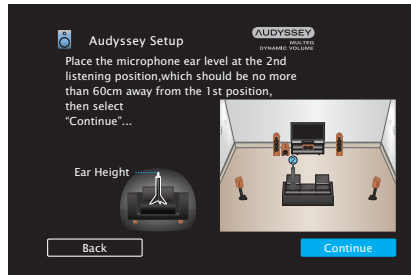 Audyssey Setup
AUDYSSEY
MULTEQ
DYNAMIC VOLUME
Place the microphone ear level at the 2nd
listening position,which should be no more
than 60cm away from the 1st position,
then select
“Continue”...
Ear Height
2
Back
Continue